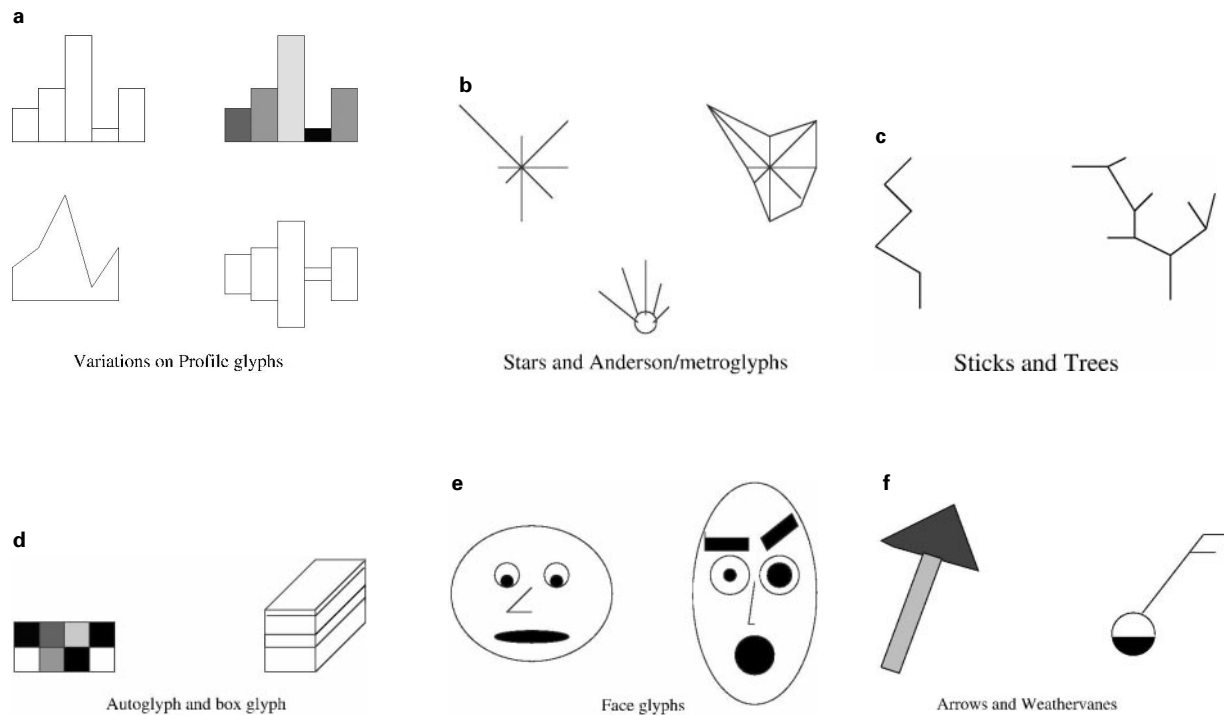 a
Variations on Profile glyphs
b
Stars and Anderson/metroglyphs
c
Sticks and Trees
d
Autoglyph and box glyph
e
Face glyphs
f
Arrows and Weathervanes